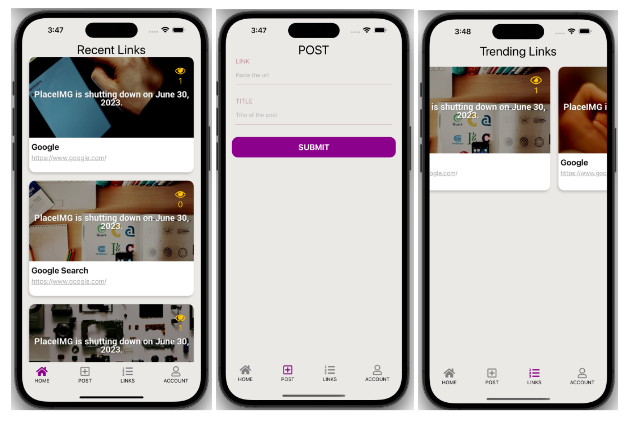 3:47
Recent Links
1
PlaceIMG is shutting down on June 30,
2023.
Google
https://www.google.com/
0
PlaceIMG is shutting down on June 30,
2023.
Google Search
https://www.google.com/
1
PlaceIMG is shutting down on June 30,
2023.
HOME
POST
LINKS
ACCOUNT
3:47
POST
LINK
Paste the url
TITLE
Title of the post
SUBMIT
HOME
POST
LINKS
ACCOUNT
3:48
Trending Links
1
is shutting down on June 30,
2023.
PlaceIMG i
gle.com/
Google
https://www.goo
HOME
POST
LINKS
ACCOUNT